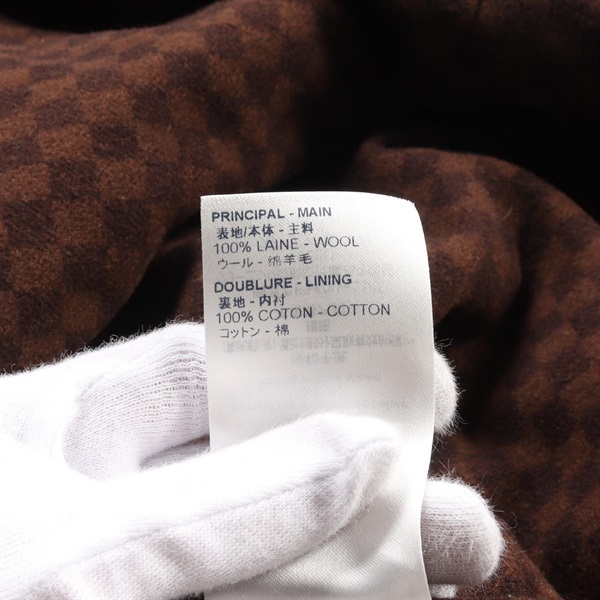 PRINCIPAL - MAIN
表地/本体 - 主料
100% LAINE - WOOL
ウール - 绵羊毛
DOUBLURE - LINING
裏地 - 内衬
100% COTON - COTTON
コットン - 棉